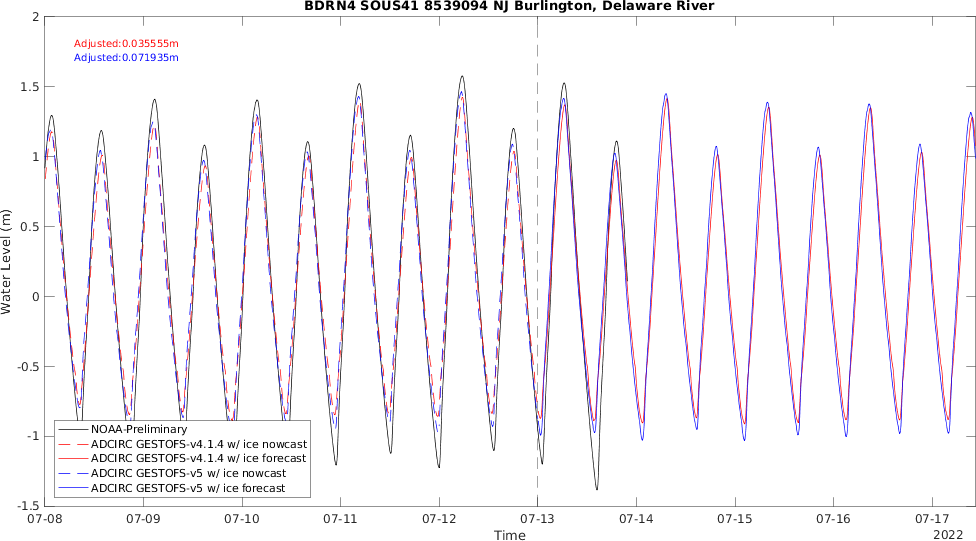 BDRN4 SOUS41 8539094 NJ Burlington, Delaware River
Adjusted:0.035555m
Adjusted:0.071935m
2
1.5
1
0.5
0
-0.5
-1
-1.5
Water Level (m)
NOAA-Preliminary
ADCIRC GESTOFS-v4.1.4 w/ ice nowcast
ADCIRC GESTOFS-v4.1.4 w/ ice forecast
ADCIRC GESTOFS-v5 w/ ice nowcast
ADCIRC GESTOFS-v5 w/ ice forecast
07-08 07-09 07-10 07-11 07-12 07-13 07-14 07-15 07-16 07-17
Time
2022